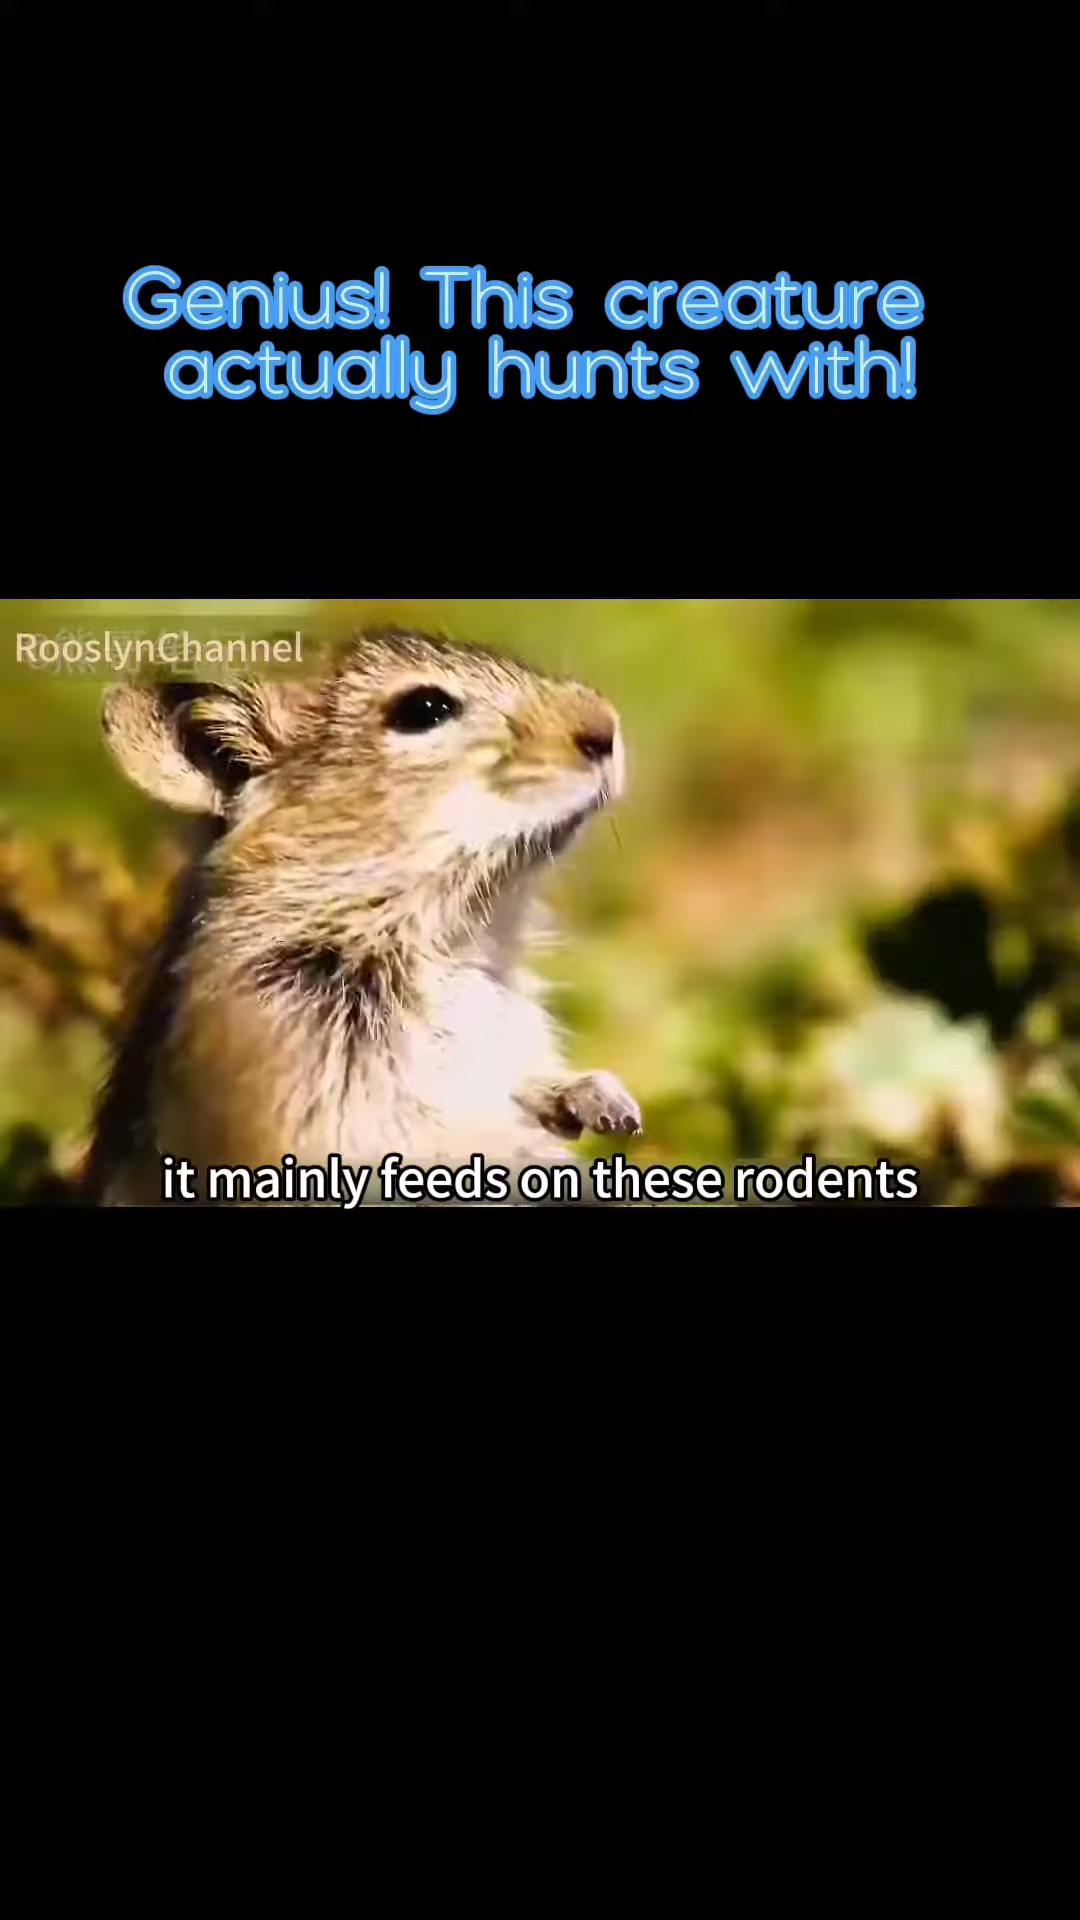 Genius! This creature
actually hunts with!
RooslynChannel
it mainly feeds on these rodents